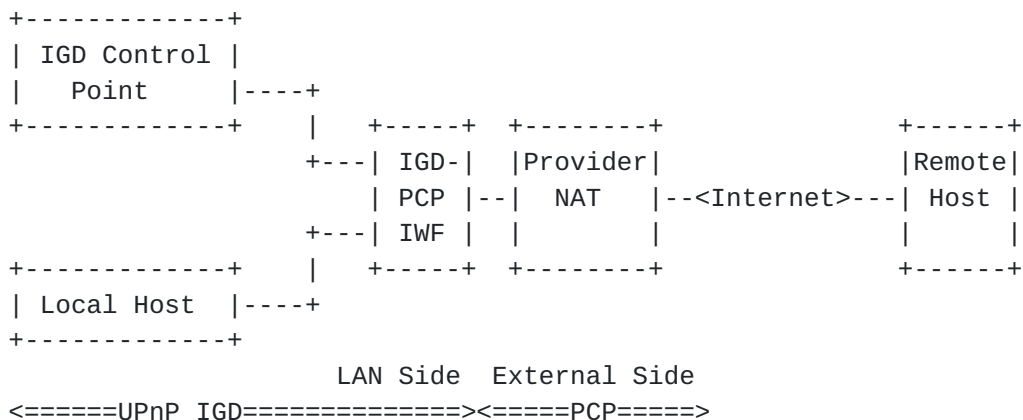 +-------------+
| IGD Control |
|   Point     |----+
+-------------+    |   +-----+  +--------+               +------+
                   +---| IGD-|  |Provider|               |Remote|
                       | PCP |--|  NAT   |--<Internet>---| Host |
                   +---| IWF |  |        |               |      |
+-------------+    |   +-----+  +--------+               +------+
| Local Host  |----+
+-------------+
                     LAN Side  External Side
<======UPnP IGD==============><=====PCP=====>